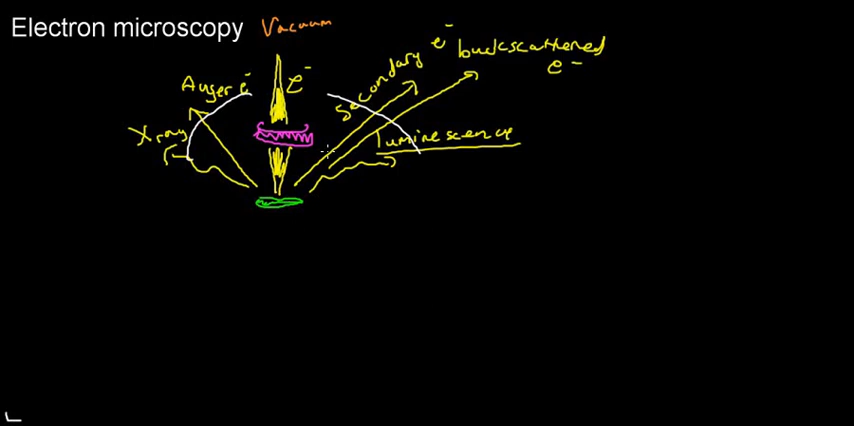 Electron microscopy
Vacuum
Auger e⁻
e⁻
Secondary e⁻
backscattered
e⁻
X ray
luminescence